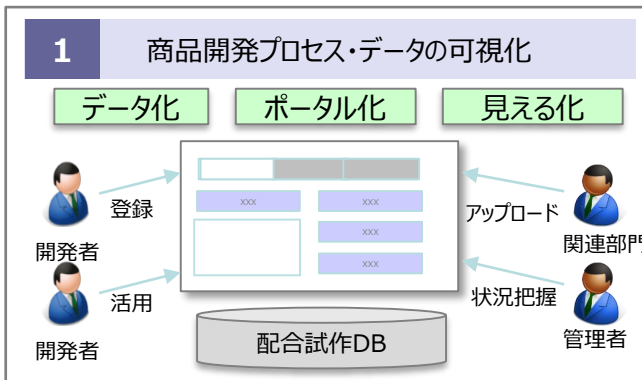 1 商品開発プロセス・データの可視化
データ化 ポータル化 見える化
xxx xxx
xxx
xxx
登録
アップロード
開発者
関連部門
活用
状況把握
開発者
管理者
配合試作DB